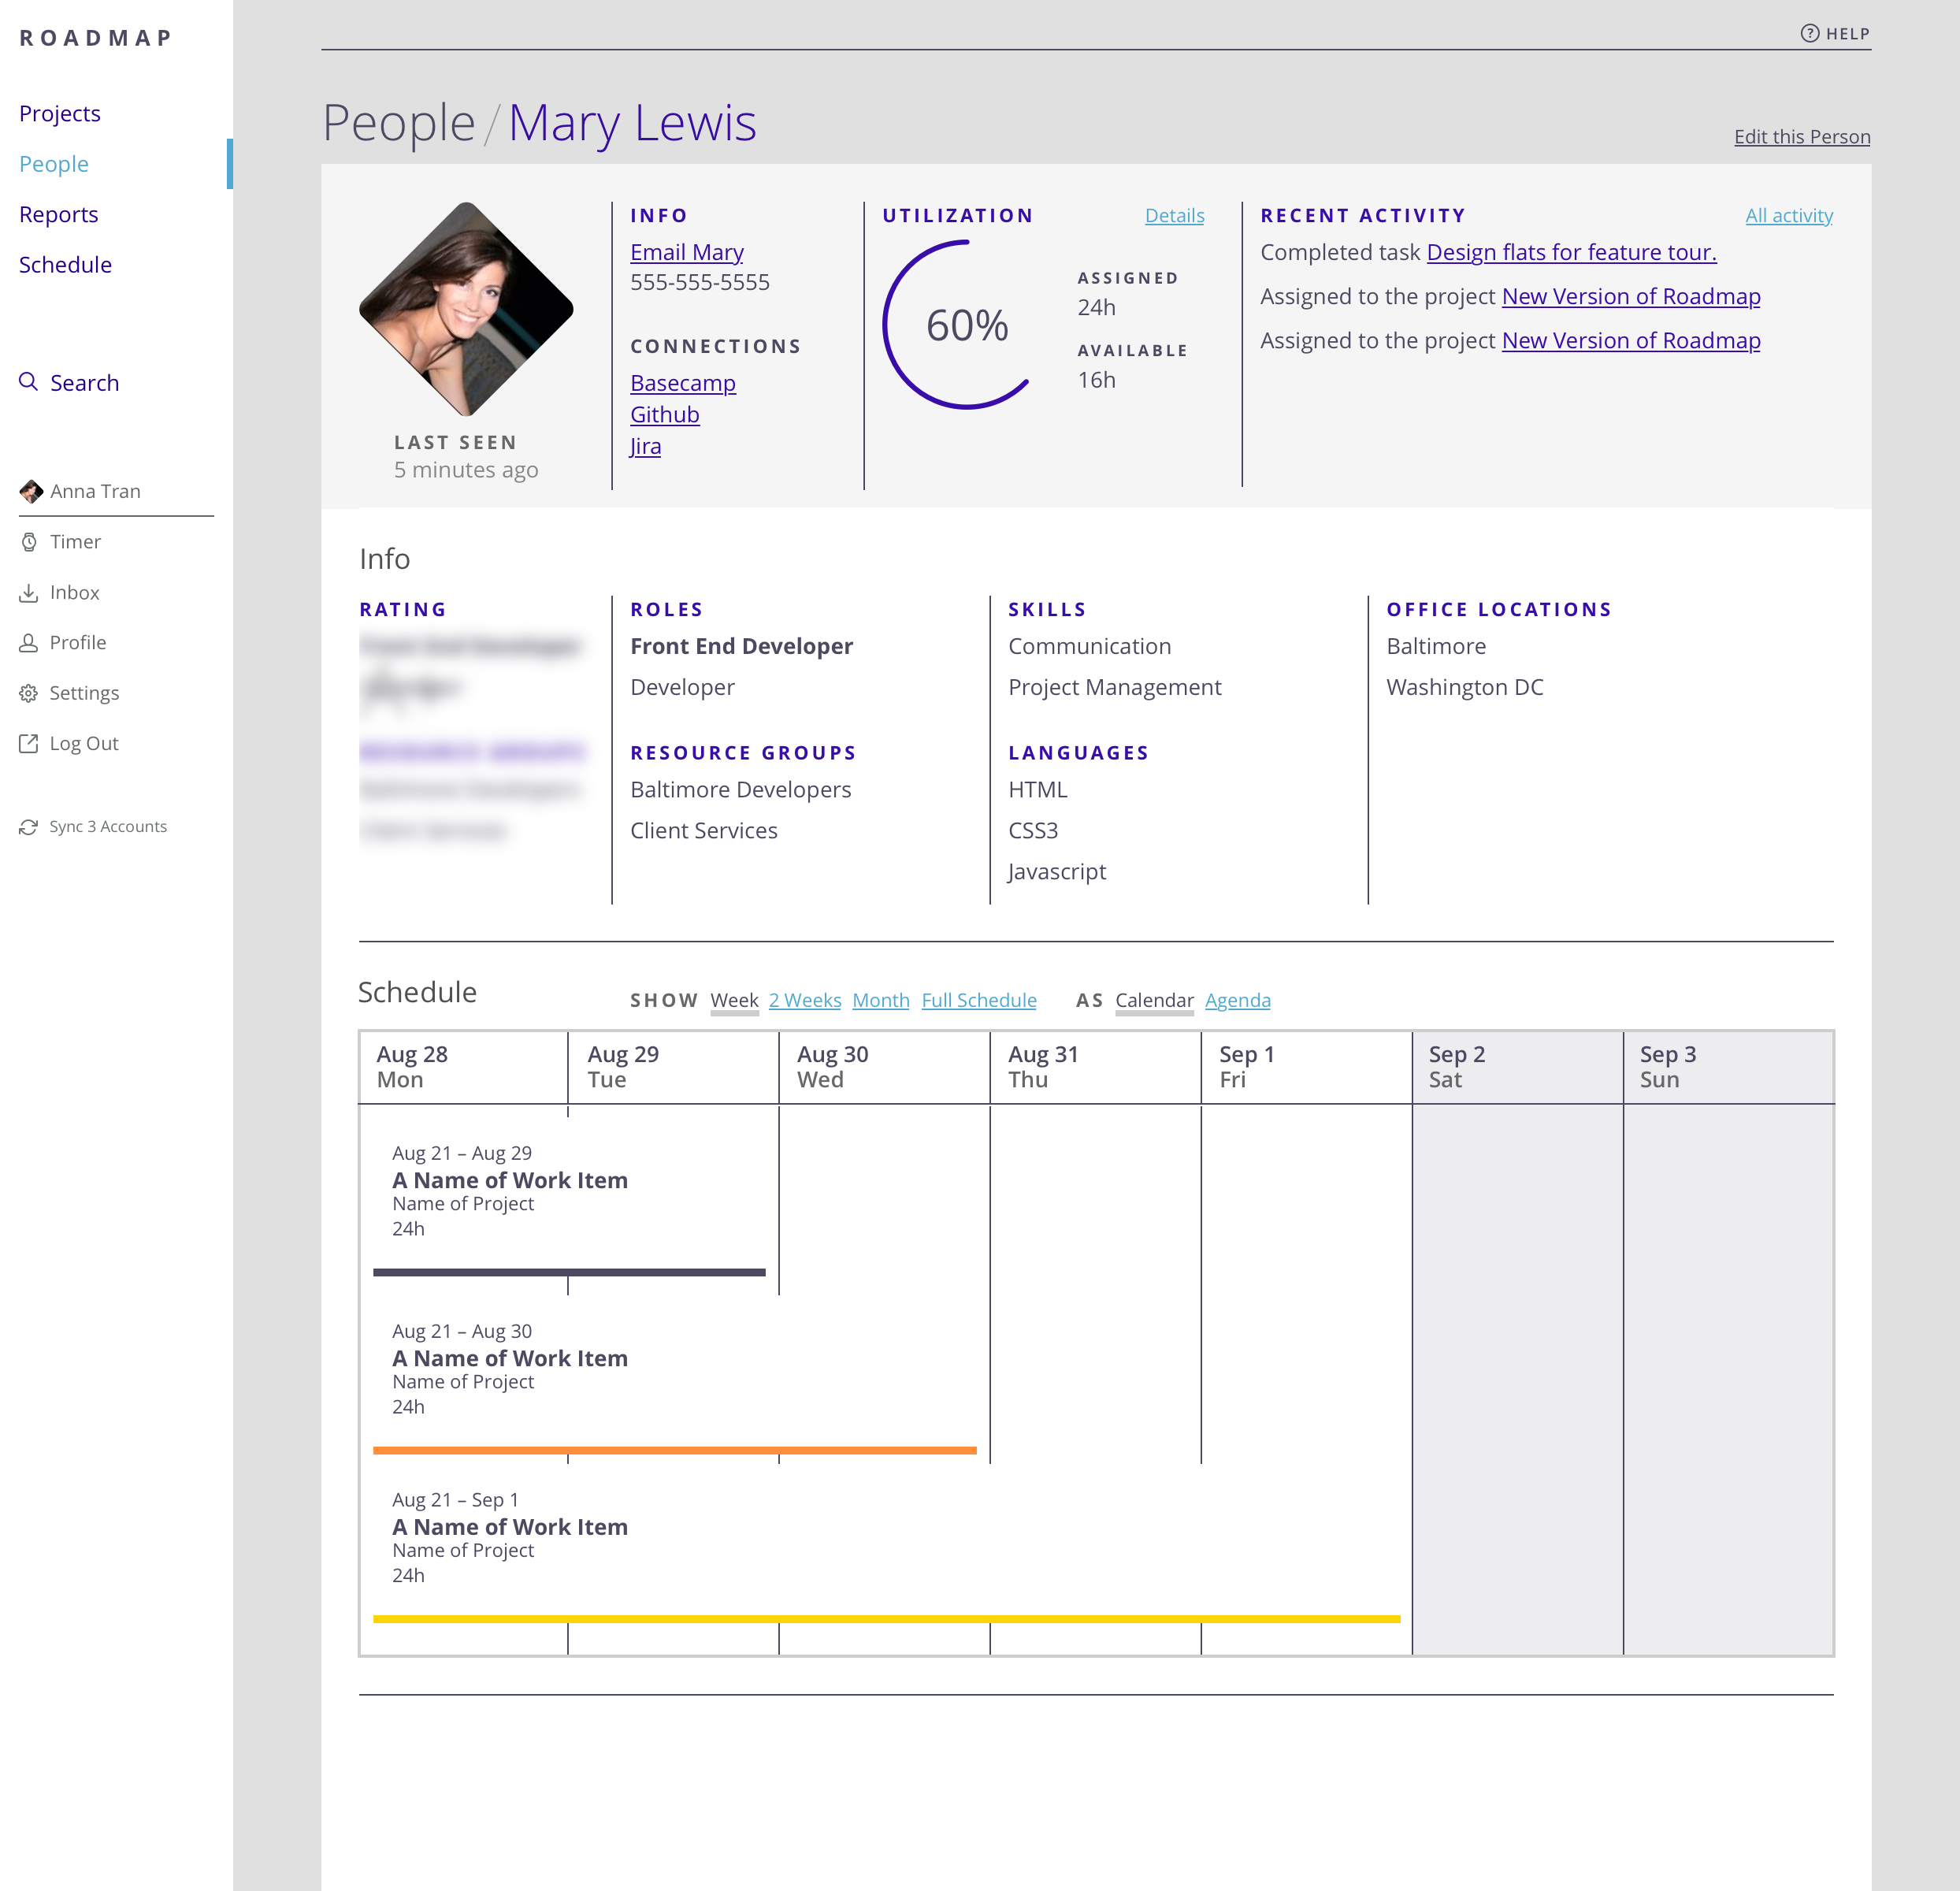 ROADMAP
Projects
People
Reports
Schedule
Search
Anna Tran
Timer
Inbox
Profile
Settings
Log Out
Sync 3 Accounts
? HELP
People / Mary Lewis
Edit this Person
LAST SEEN
5 minutes ago
INFO
Email Mary
555-555-5555
CONNECTIONS
Basecamp
Github
Jira
UTILIZATION Details
60%
ASSIGNED
24h
AVAILABLE
16h
RECENT ACTIVITY All activity
Completed task Design flats for feature tour.
Assigned to the project New Version of Roadmap
Assigned to the project New Version of Roadmap
Info
RATING
ROLES
Front End Developer
Developer
RESOURCE GROUPS
Baltimore Developers
Client Services
SKILLS
Communication
Project Management
LANGUAGES
HTML
CSS3
Javascript
OFFICE LOCATIONS
Baltimore
Washington DC
Schedule
SHOW Week 2 Weeks Month Full Schedule AS Calendar Agenda
Aug 28
Mon
Aug 29
Tue
Aug 30
Wed
Aug 31
Thu
Sep 1
Fri
Sep 2
Sat
Sep 3
Sun
Aug 21 – Aug 29
A Name of Work Item
Name of Project
24h
Aug 21 – Aug 30
A Name of Work Item
Name of Project
24h
Aug 21 – Sep 1
A Name of Work Item
Name of Project
24h